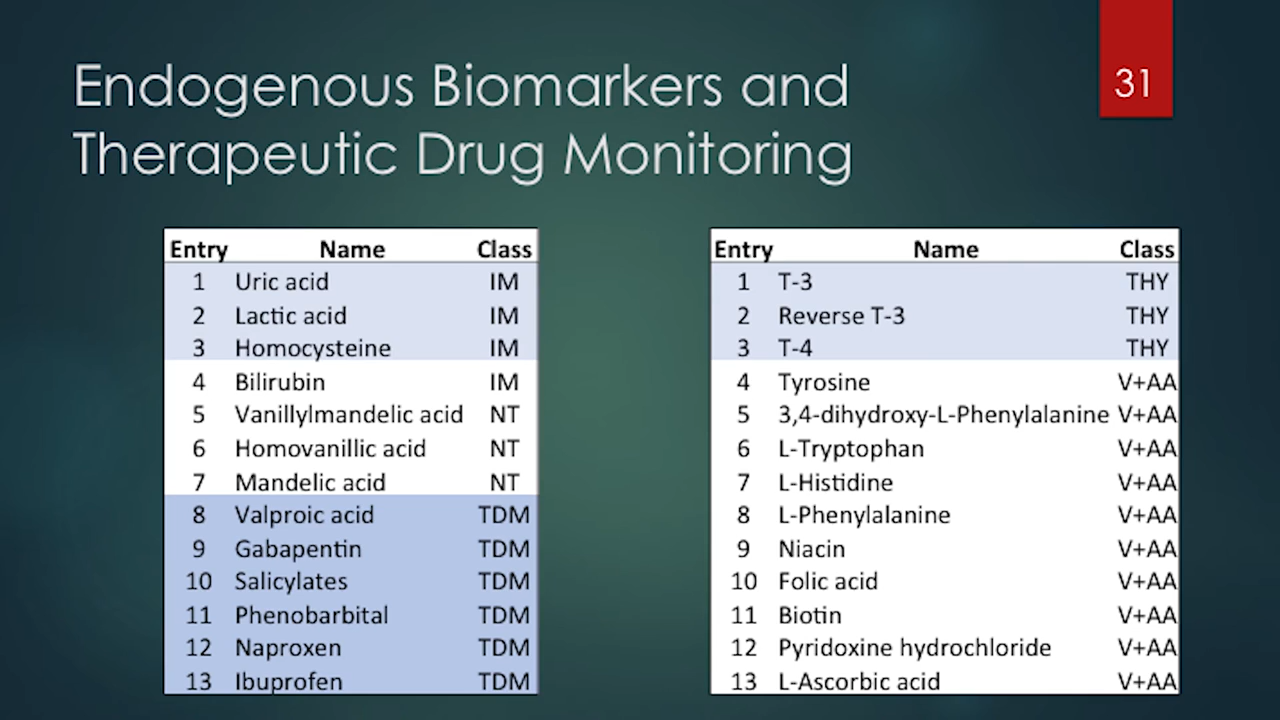 Endogenous Biomarkers and
Therapeutic Drug Monitoring
31
Entry Name Class
1 Uric acid IM
2 Lactic acid IM
3 Homocysteine IM
4 Bilirubin IM
5 Vanillylmandelic acid NT
6 Homovanillic acid NT
7 Mandelic acid NT
8 Valproic acid TDM
9 Gabapentin TDM
10 Salicylates TDM
11 Phenobarbital TDM
12 Naproxen TDM
13 Ibuprofen TDM
Entry Name Class
1 T-3 THY
2 Reverse T-3 THY
3 T-4 THY
4 Tyrosine V+AA
5 3,4-dihydroxy-L-Phenylalanine V+AA
6 L-Tryptophan V+AA
7 L-Histidine V+AA
8 L-Phenylalanine V+AA
9 Niacin V+AA
10 Folic acid V+AA
11 Biotin V+AA
12 Pyridoxine hydrochloride V+AA
13 L-Ascorbic acid V+AA